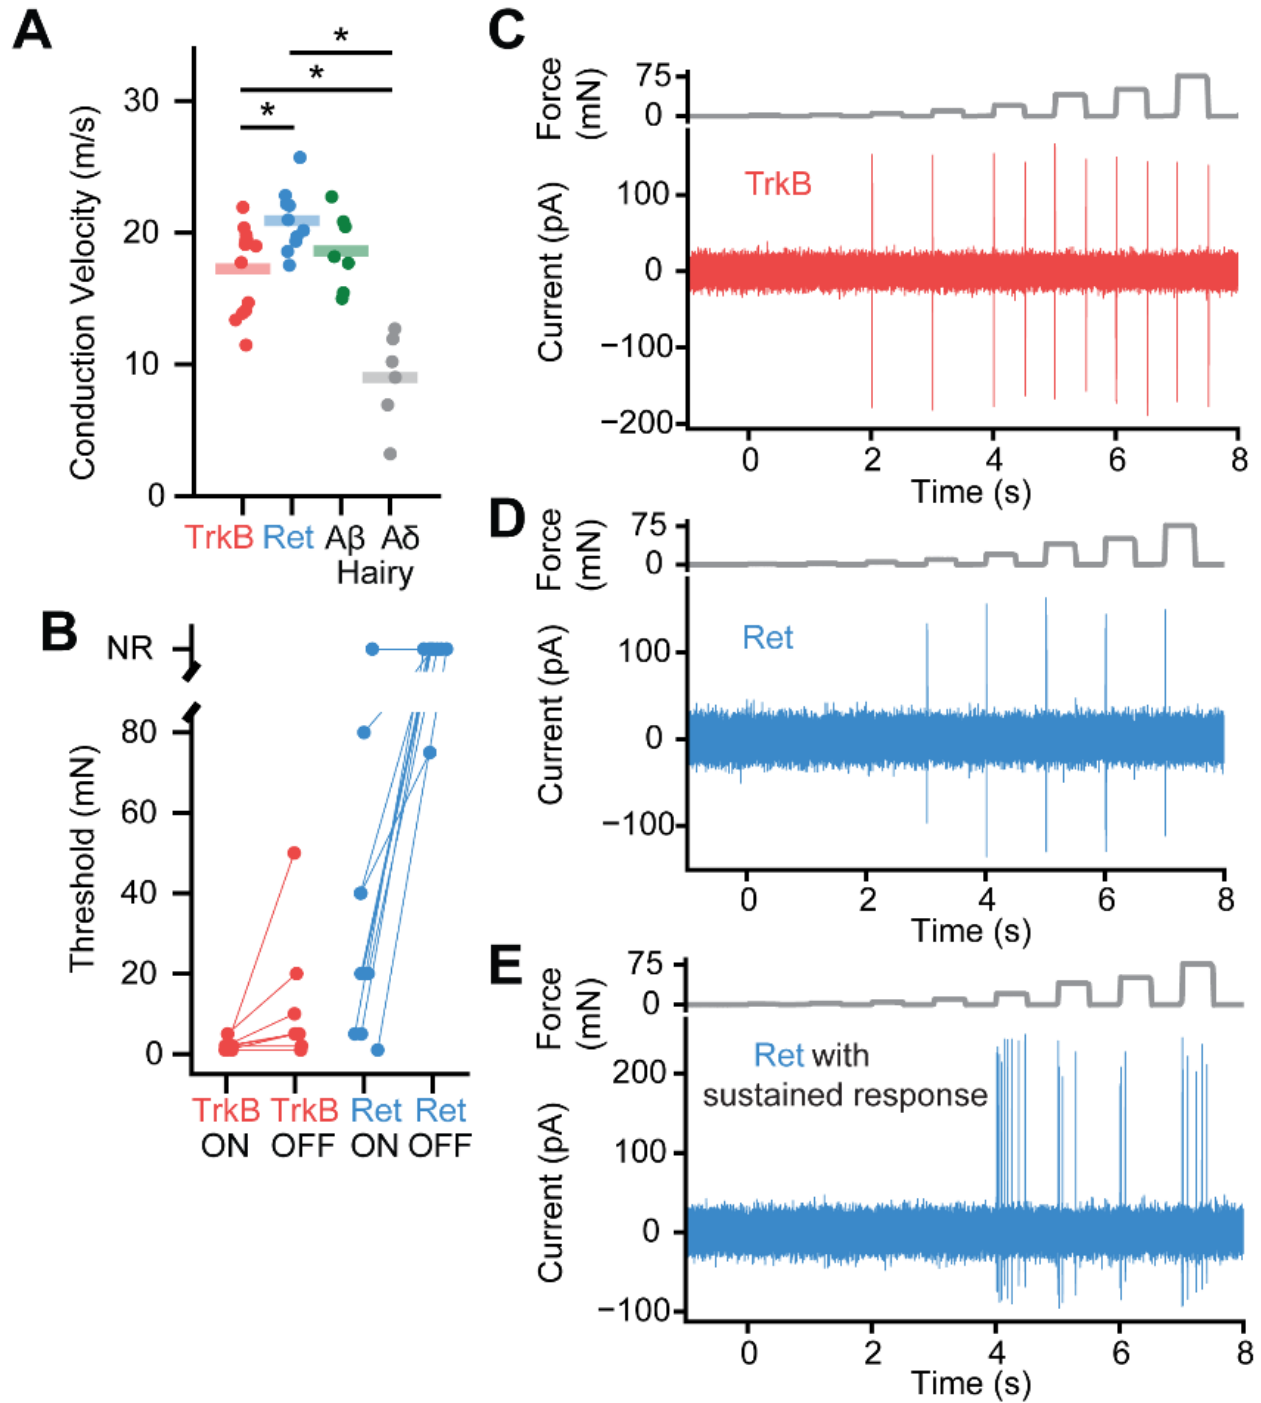 A
Conduction Velocity (m/s)
30
20
10
0
*
*
*
TrkB Ret Aβ Aδ
Hairy
B
Threshold (mN)
NR
80
60
40
20
0
TrkB TrkB Ret Ret
ON OFF ON OFF
C
Force
(mN)
75
0
Current (pA)
TrkB
100
0
−100
−200
0 2 4 6 8
Time (s)
D
Force
(mN)
75
0
Current (pA)
Ret
100
0
−100
0 2 4 6 8
Time (s)
E
Force
(mN)
75
0
Current (pA)
Ret with
sustained response
200
100
0
−100
0 2 4 6 8
Time (s)